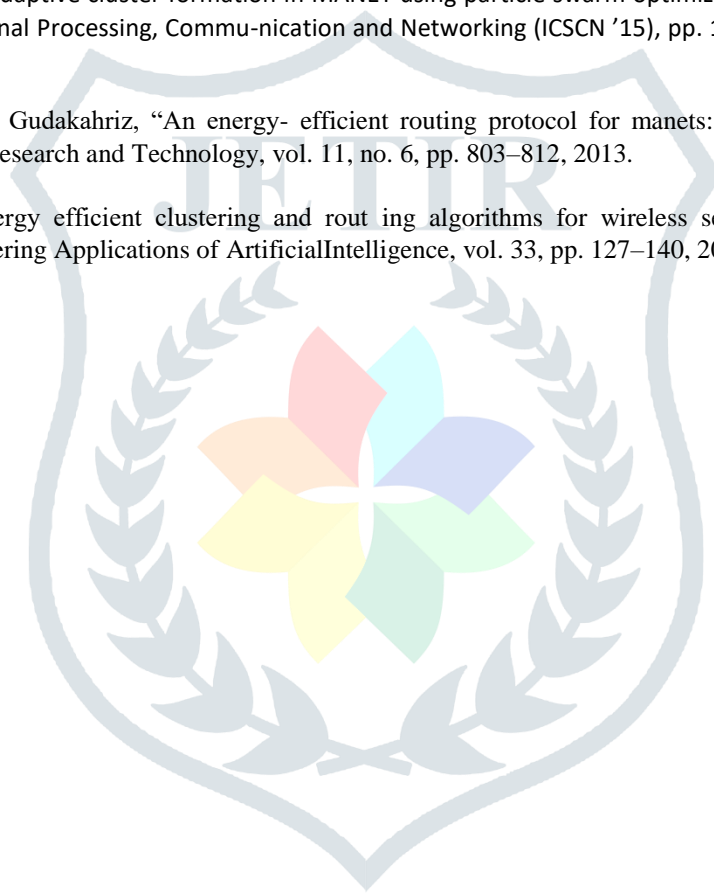 daptive cluster formation in MANET using particle swarm optimiz
nal Processing, Commu-nication and Networking (ICSCN ’15), pp. 1
Gudakahriz, “An energy- efficient routing protocol for manets:
esearch and Technology, vol. 11, no. 6, pp. 803–812, 2013.
JETIR
ergy efficient clustering and rout ing algorithms for wireless se
ering Applications of ArtificialIntelligence, vol. 33, pp. 127–140, 20